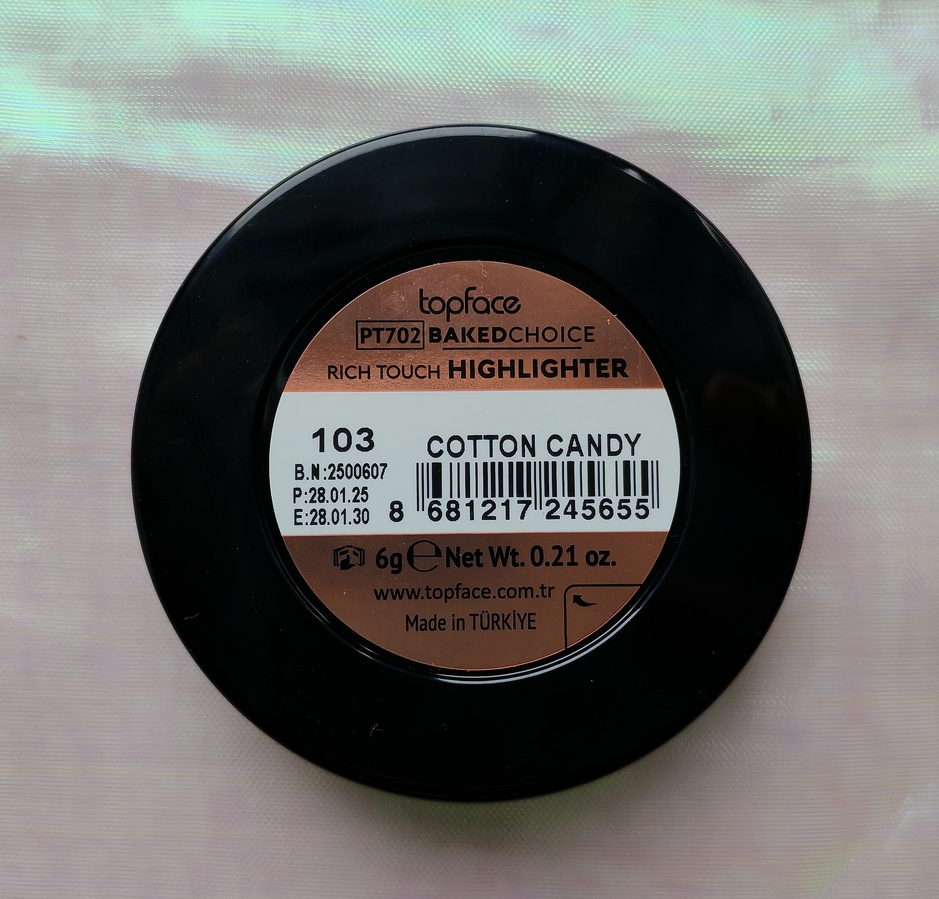 topface
PT702 BAKEDCHOICE
RICH TOUCH HIGHLIGHTER
103
COTTON CANDY
B.N:2500607
P:28.01.25
E:28.01.30
8 681217 245655
6g e Net Wt. 0.21 oz.
www.topface.com.tr
Made in TÜRKİYE